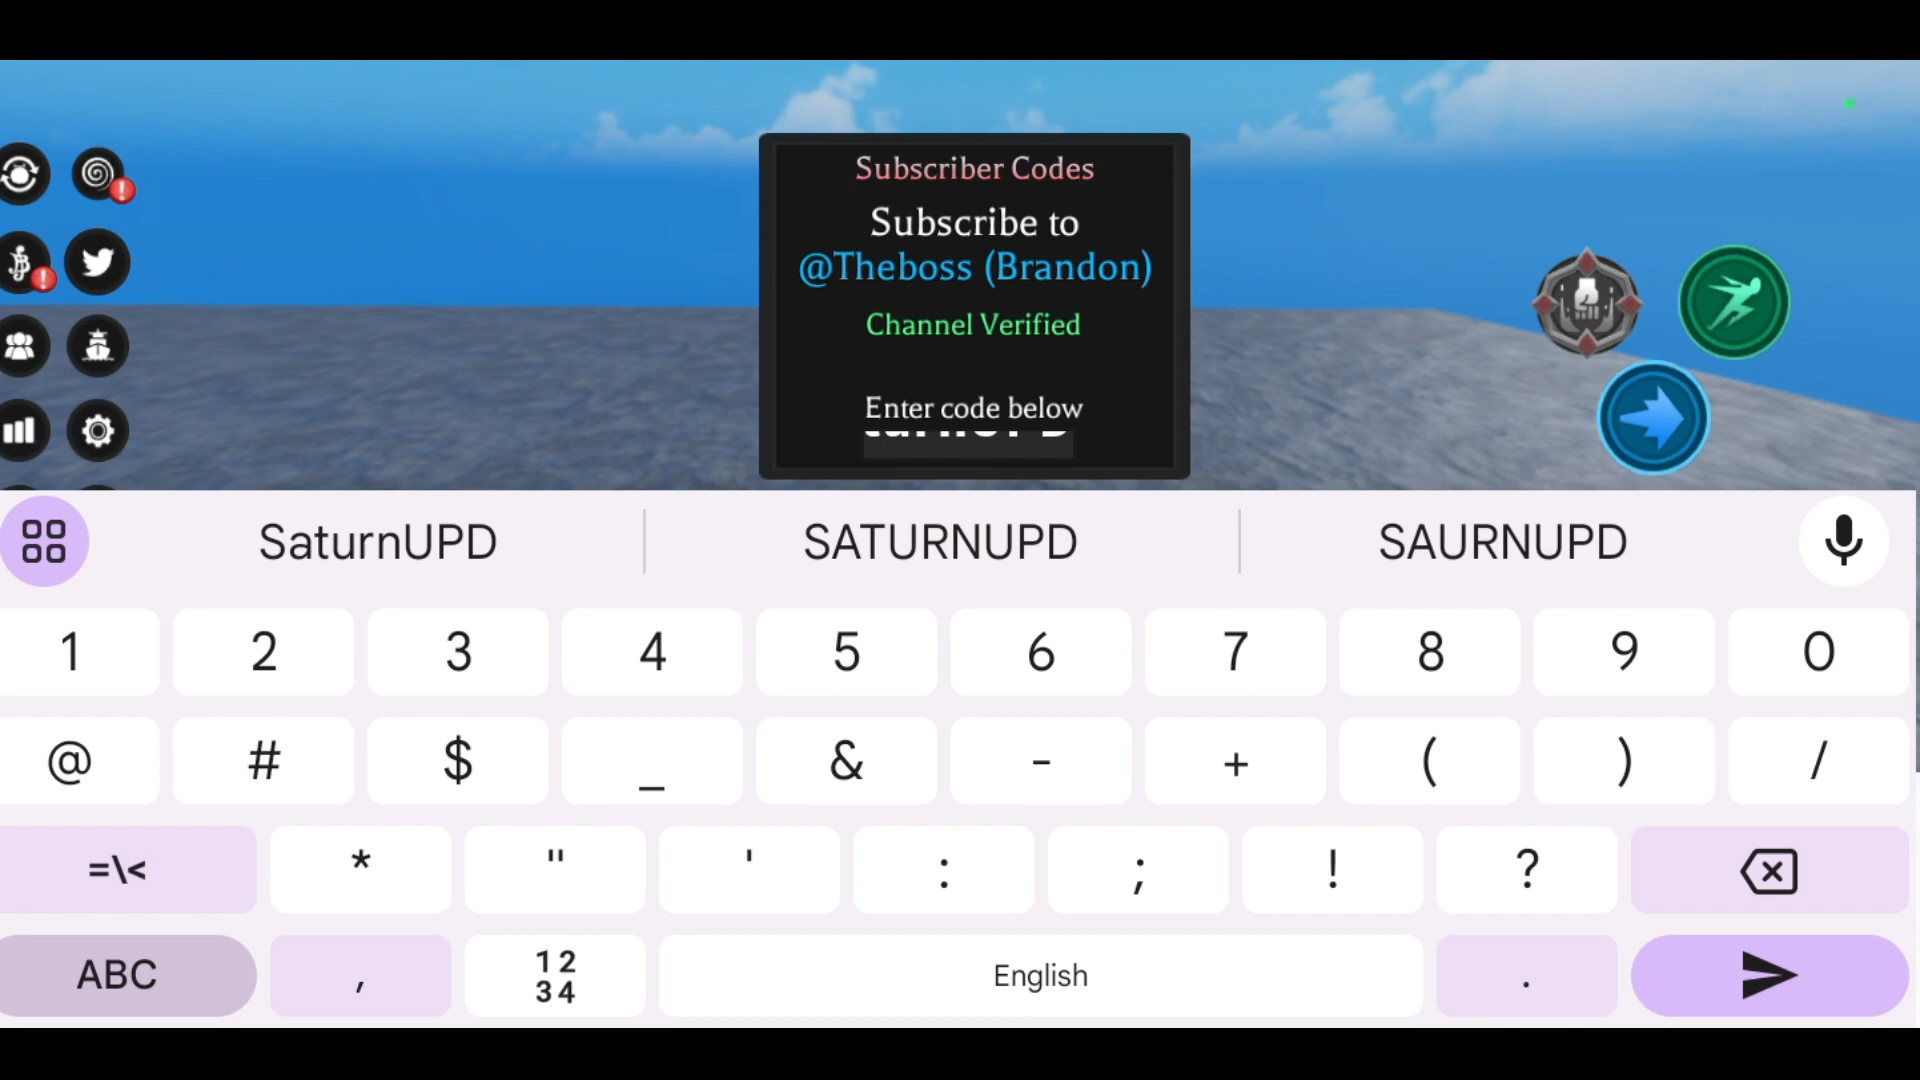 Subscriber Codes
Subscribe to
@Theboss (Brandon)
Channel Verified
Enter code below
SaturnUPD SATURNUPD SAURNUPD
1 2 3 4 5 6 7 8 9 0
@ # $ _ & - + ( ) /
=\< * " ' : ; ! ?
ABC , 12 English .
34